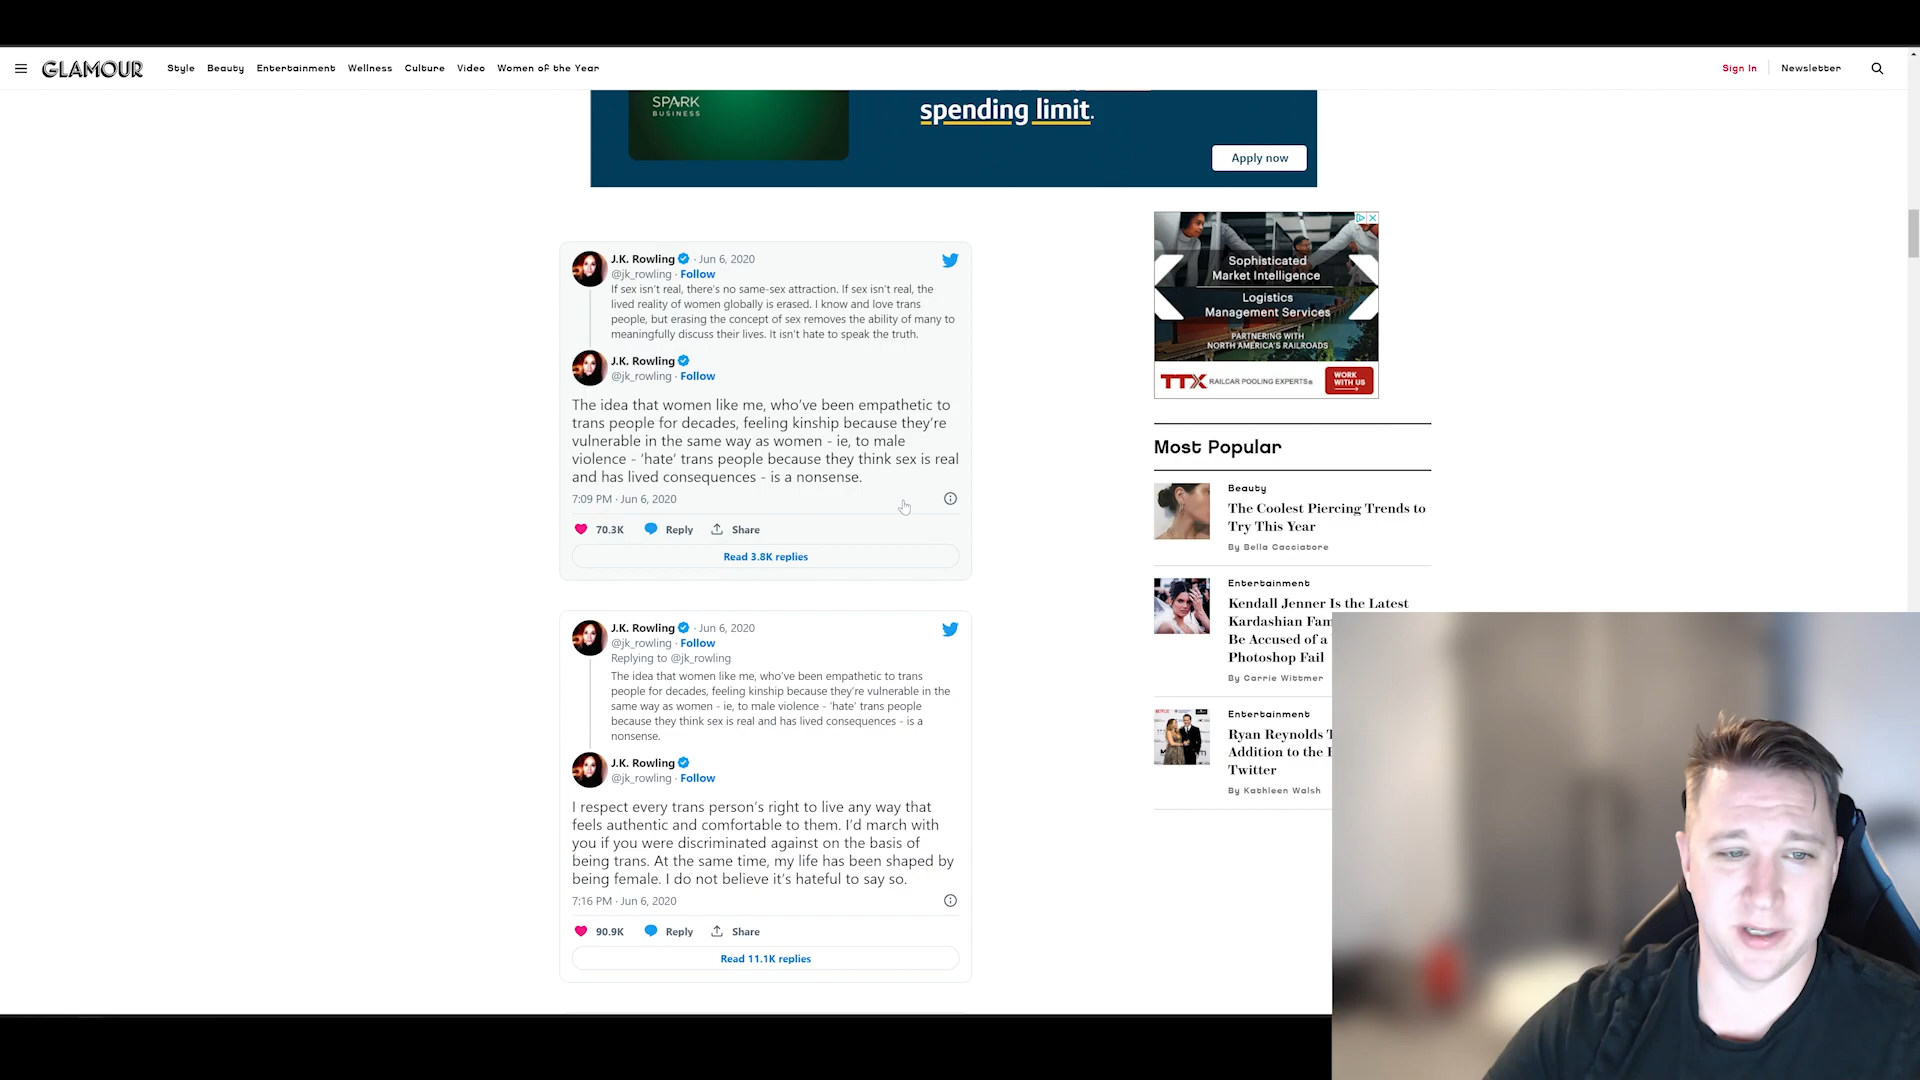 GLAMOUR
Style Beauty Entertainment Wellness Culture Video Women of the Year
Sign In Newsletter
SPARK
BUSINESS
spending limit.
Apply now
J.K. Rowling · Jun 6, 2020
@jk_rowling · Follow
If sex isn't real, there's no same-sex attraction. If sex isn't real, the
lived reality of women globally is erased. I know and love trans
people, but erasing the concept of sex removes the ability of many to
meaningfully discuss their lives. It isn't hate to speak the truth.
J.K. Rowling
@jk_rowling · Follow
The idea that women like me, who've been empathetic to
trans people for decades, feeling kinship because they're
vulnerable in the same way as women - ie, to male
violence - 'hate' trans people because they think sex is real
and has lived consequences - is a nonsense.
7:09 PM · Jun 6, 2020
70.3K Reply Share
Read 3.8K replies
J.K. Rowling · Jun 6, 2020
@jk_rowling · Follow
Replying to @jk_rowling
The idea that women like me, who've been empathetic to trans
people for decades, feeling kinship because they're vulnerable in the
same way as women - ie, to male violence - 'hate' trans people
because they think sex is real and has lived consequences - is a
nonsense.
J.K. Rowling
@jk_rowling · Follow
I respect every trans person's right to live any way that
feels authentic and comfortable to them. I'd march with
you if you were discriminated against on the basis of
being trans. At the same time, my life has been shaped by
being female. I do not believe it's hateful to say so.
7:16 PM · Jun 6, 2020
90.9K Reply Share
Read 11.1K replies
Sophisticated
Market Intelligence
Logistics
Management Services
PARTNERING WITH
NORTH AMERICA'S RAILROADS
TTX RAILCAR POOLING EXPERTS®
WORK
WITH US
Most Popular
Beauty
The Coolest Piercing Trends to
Try This Year
By Bella Cacciatore
Entertainment
Kendall Jenner Is the Latest
Kardashian Fam
Be Accused of a
Photoshop Fail
By Carrie Wittmer
Entertainment
Ryan Reynolds
Addition to the
Twitter
By Kathleen Walsh